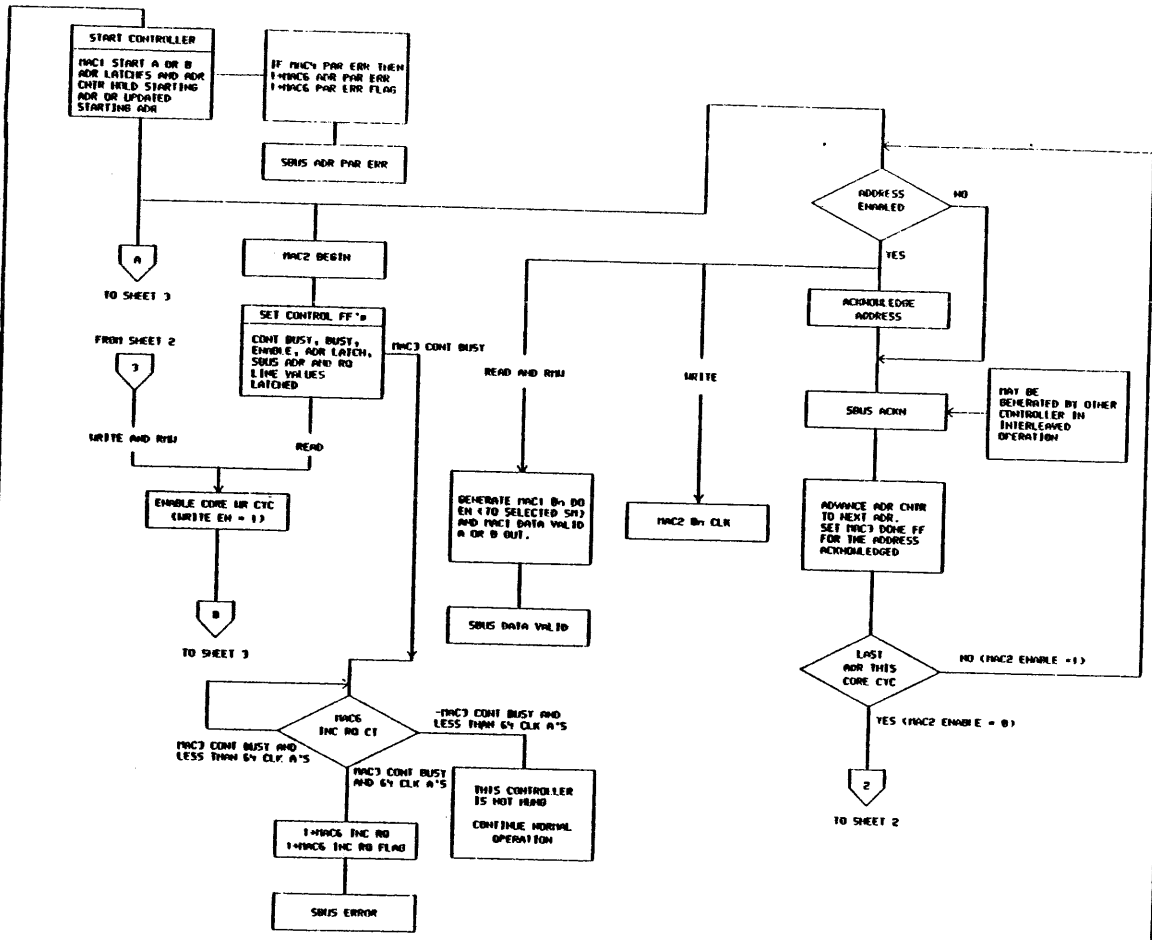 START CONTROLLER
MAC1 START A OR B
ADR LATCHES AND ADR
CNTR HOLD STARTING
ADR OR UPDATED
STARTING ADR
IF MAC4 PAR ERR THEN
1→MAC6 ADR PAR ERR
1→MAC6 PAR ERR FLAG
SBUS ADR PAR ERR
A
TO SHEET 3
MAC2 BEGIN
SET CONTROL FF's
CONT BUSY, BUSY,
ENABLE, ADR LATCH,
SBUS ADR AND RQ
LINE VALUES
LATCHED
MAC3 CONT BUSY
FROM SHEET 2
3
WRITE AND RMW
READ
ENABLE CORE WR CYC
(WRITE EN = 1)
B
TO SHEET 3
ADDRESS
ENABLED
NO
YES
ACKNOWLEDGE
ADDRESS
READ AND RMW
WRITE
SBUS ACKN
MAY BE
GENERATED BY OTHER
CONTROLLER IN
INTERLEAVED
OPERATION
GENERATE MAC1 Bn DO
EN (TO SELECTED SM)
AND MAC1 DATA VALID
A OR B OUT.
MAC2 Bn CLK
ADVANCE ADR CNTR
TO NEXT ADR.
SET MAC3 DONE FF
FOR THE ADDRESS
ACKNOWLEDGED
SBUS DATA VALID
LAST
ADR THIS
CORE CYC
NO (MAC2 ENABLE =1)
YES (MAC2 ENABLE = 0)
2
TO SHEET 2
MAC6
INC RQ CT
-MAC3 CONT BUSY AND
LESS THAN 64 CLK A'S
MAC3 CONT BUSY AND
LESS THAN 64 CLK A'S
MAC3 CONT BUSY
AND 64 CLK A'S
THIS CONTROLLER
IS NOT HUNG
CONTINUE NORMAL
OPERATION
1→MAC6 INC RQ
1→MAC6 INC RQ FLAG
SBUS ERROR